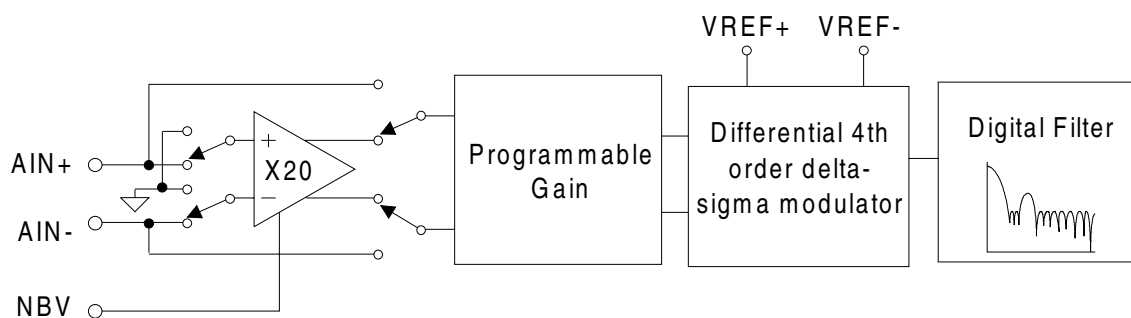 VREF+ VREF-
AIN+
AIN-
NBV
+
X20
−
Programmable
Gain
Differential 4th
order delta-
sigma modulator
Digital Filter